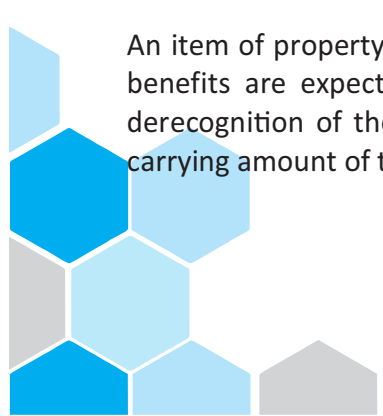 An item of property
benefits are expect
derecognition of the
carrying amount of t